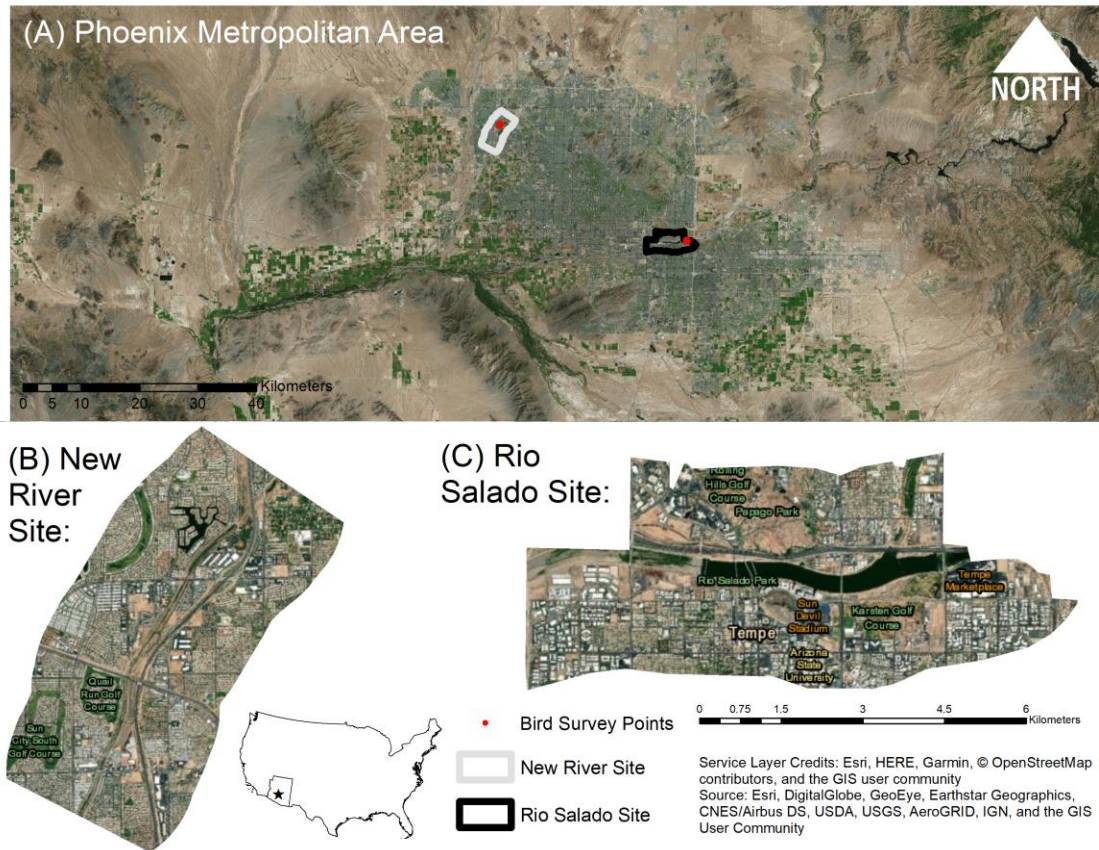 (A) Phoenix Metropolitan Area
NORTH
Kilometers
0 5 10 20 30 40
(B) New
River
Site:
Quail
Run Golf
Course
Sun
City South
Golf Course
(C) Rio
Salado Site:
Rolling
Hills Golf
Course
Papago Park
Rio Salado Park
Tempe
Marketplace
Sun
Devil
Stadium
Karsten Golf
Course
Tempe
Arizona
State
University
Bird Survey Points
New River Site
Rio Salado Site
0 0.75 1.5 3 4.5 6
Kilometers
Service Layer Credits: Esri, HERE, Garmin, © OpenStreetMap
contributors, and the GIS user community
Source: Esri, DigitalGlobe, GeoEye, Earthstar Geographics,
CNES/Airbus DS, USDA, USGS, AeroGRID, IGN, and the GIS
User Community